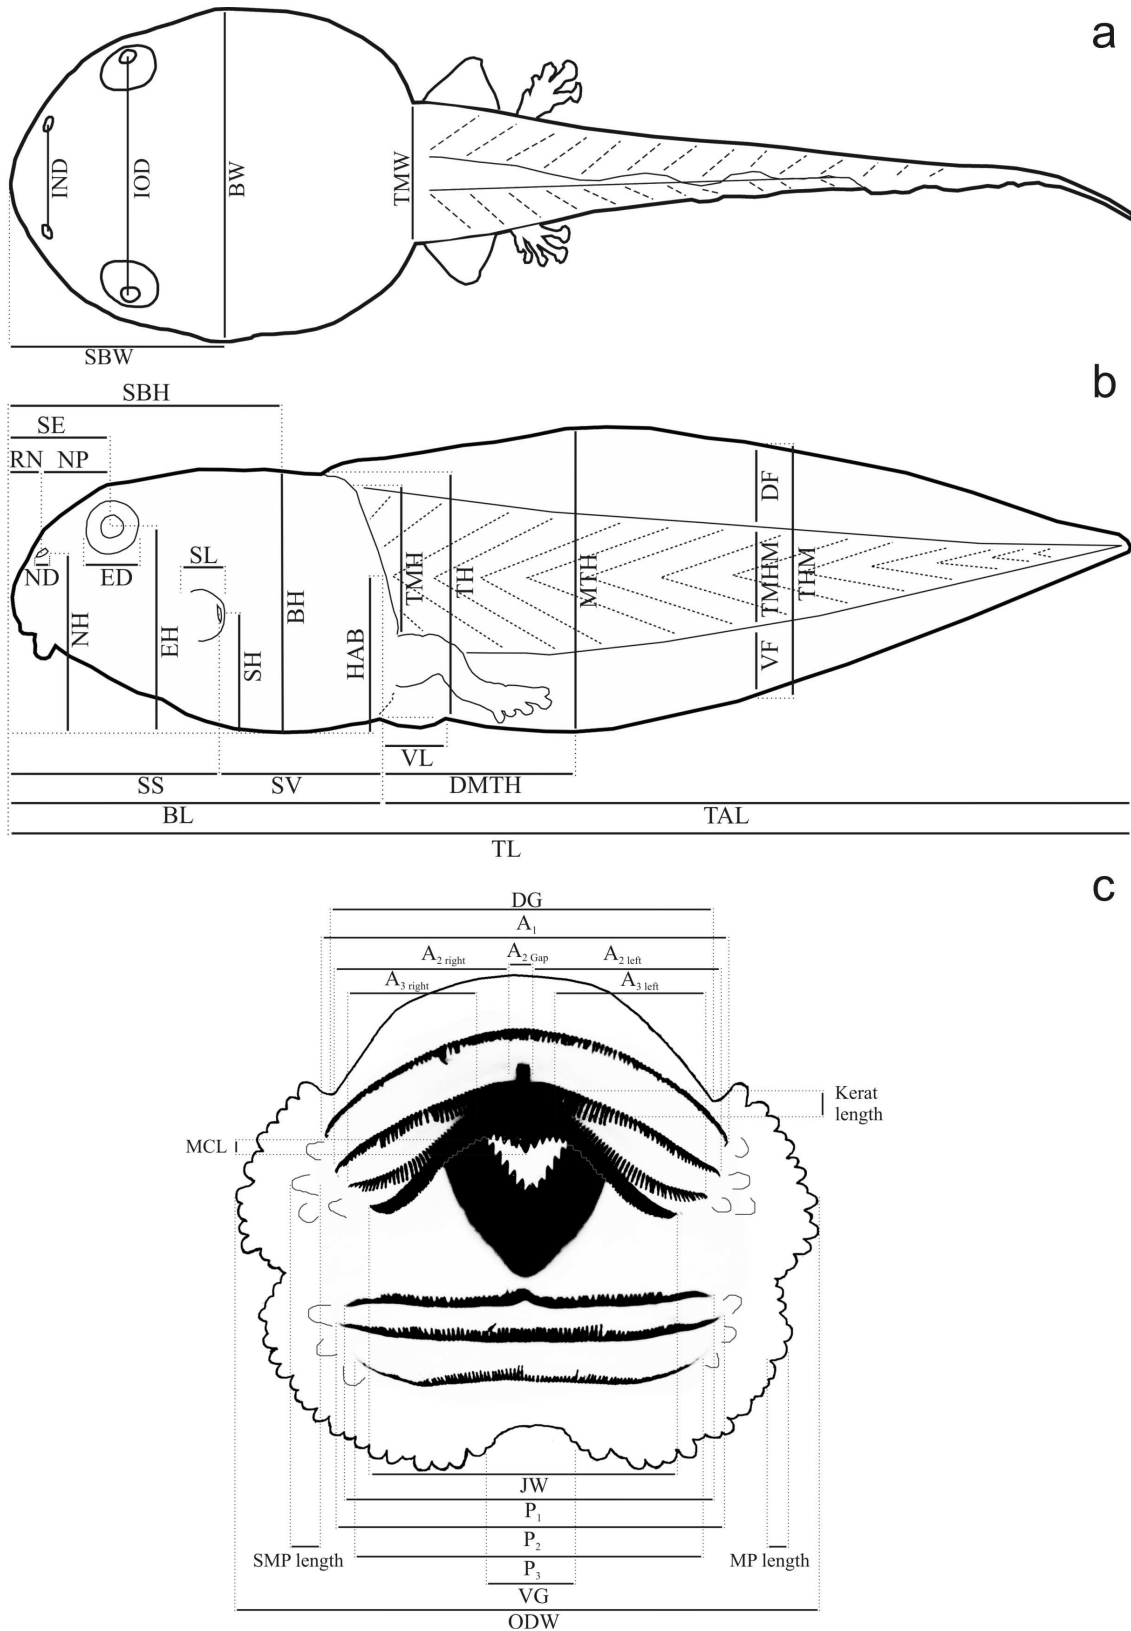 a
IND
IOD
BW
TMW
SBW
b
SBH
SE
RN NP
DF
SL
ND ED
TMH
TH
MTH
TMHM
THM
NH
EH
BH
SH
HAB
VF
VL
SS SV DMTH
BL TAL
TL
c
DG
A1
A2 right A2 Gap A2 left
A3 right A3 left
Kerat
length
MCL
JW
P1
P2
SMP length MP length
P3
VG
ODW